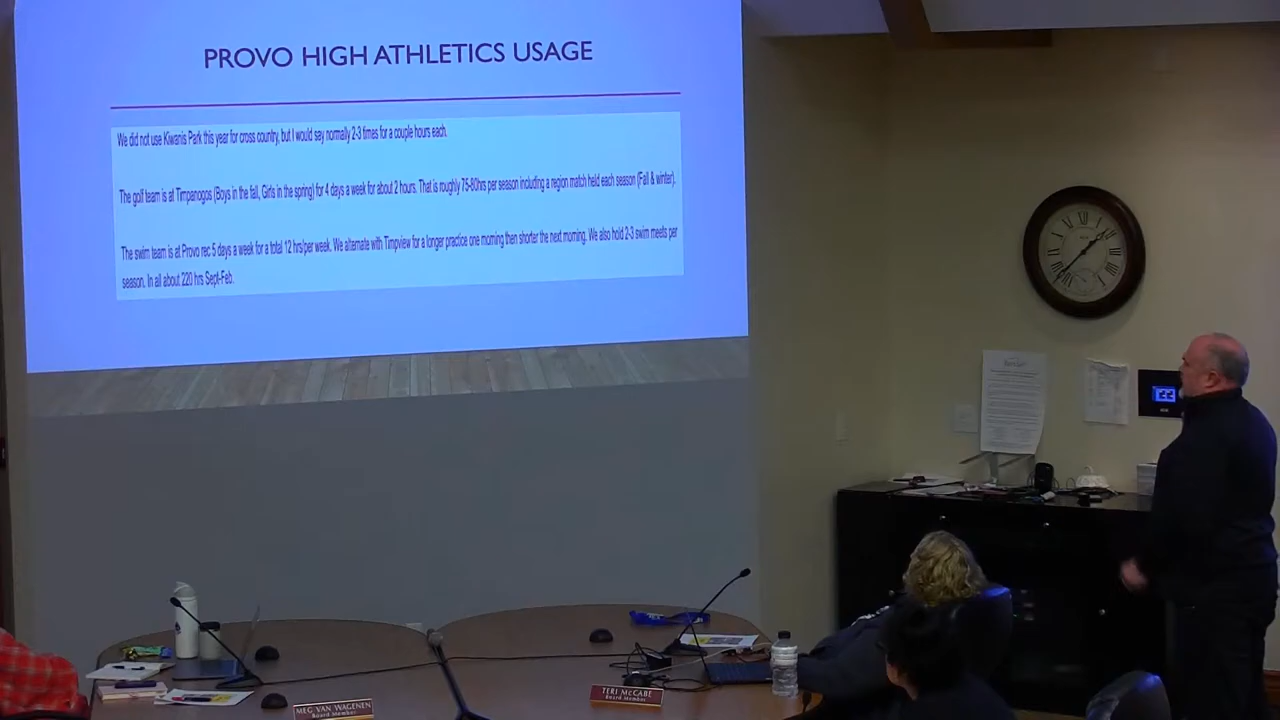 PROVO HIGH ATHLETICS USAGE
We did not use Kiwanis Park this year for cross country, but I would say normally 2-3 times for a couple hours each.
The golf team is at Timpanogos (Boys in the fall, Girls in the spring) for 4 days a week for about 2 hours. That is roughly 75-80hrs per season including a region match held each season (Fall & winter).
The swim team is at Provo rec 5 days a week for a total 12 hrs/per week. We alternate with Timpview for a longer practice one morning then shorter the next morning. We also hold 2-3 swim meets per
season. In all about 220 hrs Sept-Feb.
MEG VAN WAGENEN
Board Member
TERI McCABE
Board Member